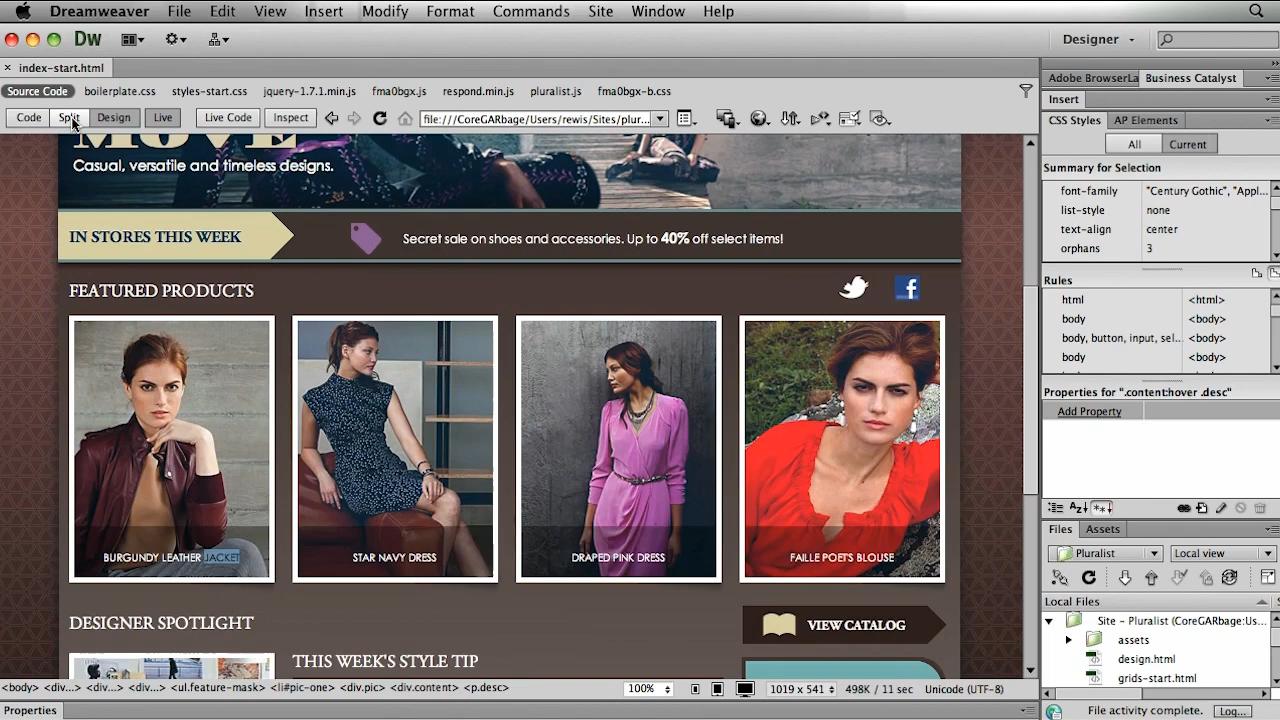 Dreamweaver File Edit View Insert Modify Format Commands Site Window Help
Dw Designer
index-start.html
Source Code boilerplate.css styles-start.css jquery-1.7.1.min.js fma0bgx.js respond.min.js pluralist.js fma0bgx-b.css
Code Split Design Live Live Code Inspect file:///CoreGARbage/Users/rewis/Sites/plur...
MOVE
Casual, versatile and timeless designs.
IN STORES THIS WEEK
Secret sale on shoes and accessories. Up to 40% off select items!
FEATURED PRODUCTS
BURGUNDY LEATHER JACKET
STAR NAVY DRESS
DRAPED PINK DRESS
FAILLE POET'S BLOUSE
DESIGNER SPOTLIGHT
VIEW CATALOG
THIS WEEK'S STYLE TIP
<body> <div...> <div...> <div...> <ul.feature-mask> <li#pic-one> <div.pic> <div.content> <p.desc>
100% 1019 x 541 498K / 11 sec Unicode (UTF-8)
Properties
Adobe BrowserLa Business Catalyst
Insert
CSS Styles AP Elements
All Current
Summary for Selection
font-family "Century Gothic", "Appl...
list-style none
text-align center
orphans 3
Rules
html <html>
body <body>
body, button, input, sel... <body>
body <body>
Properties for ".content:hover .desc"
Add Property
Files Assets
Pluralist Local view
Local Files
Site - Pluralist (CoreGARbage:Us...
assets
design.html
grids-start.html
File activity complete. Log...